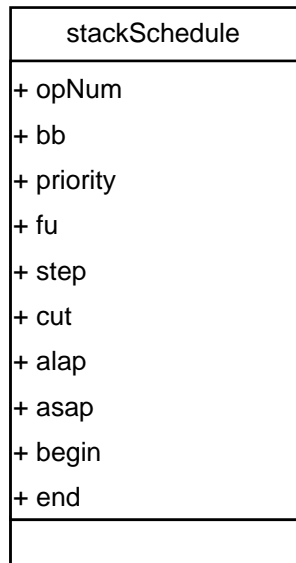 stackSchedule
+ opNum
+ bb
+ priority
+ fu
+ step
+ cut
+ alap
+ asap
+ begin
+ end